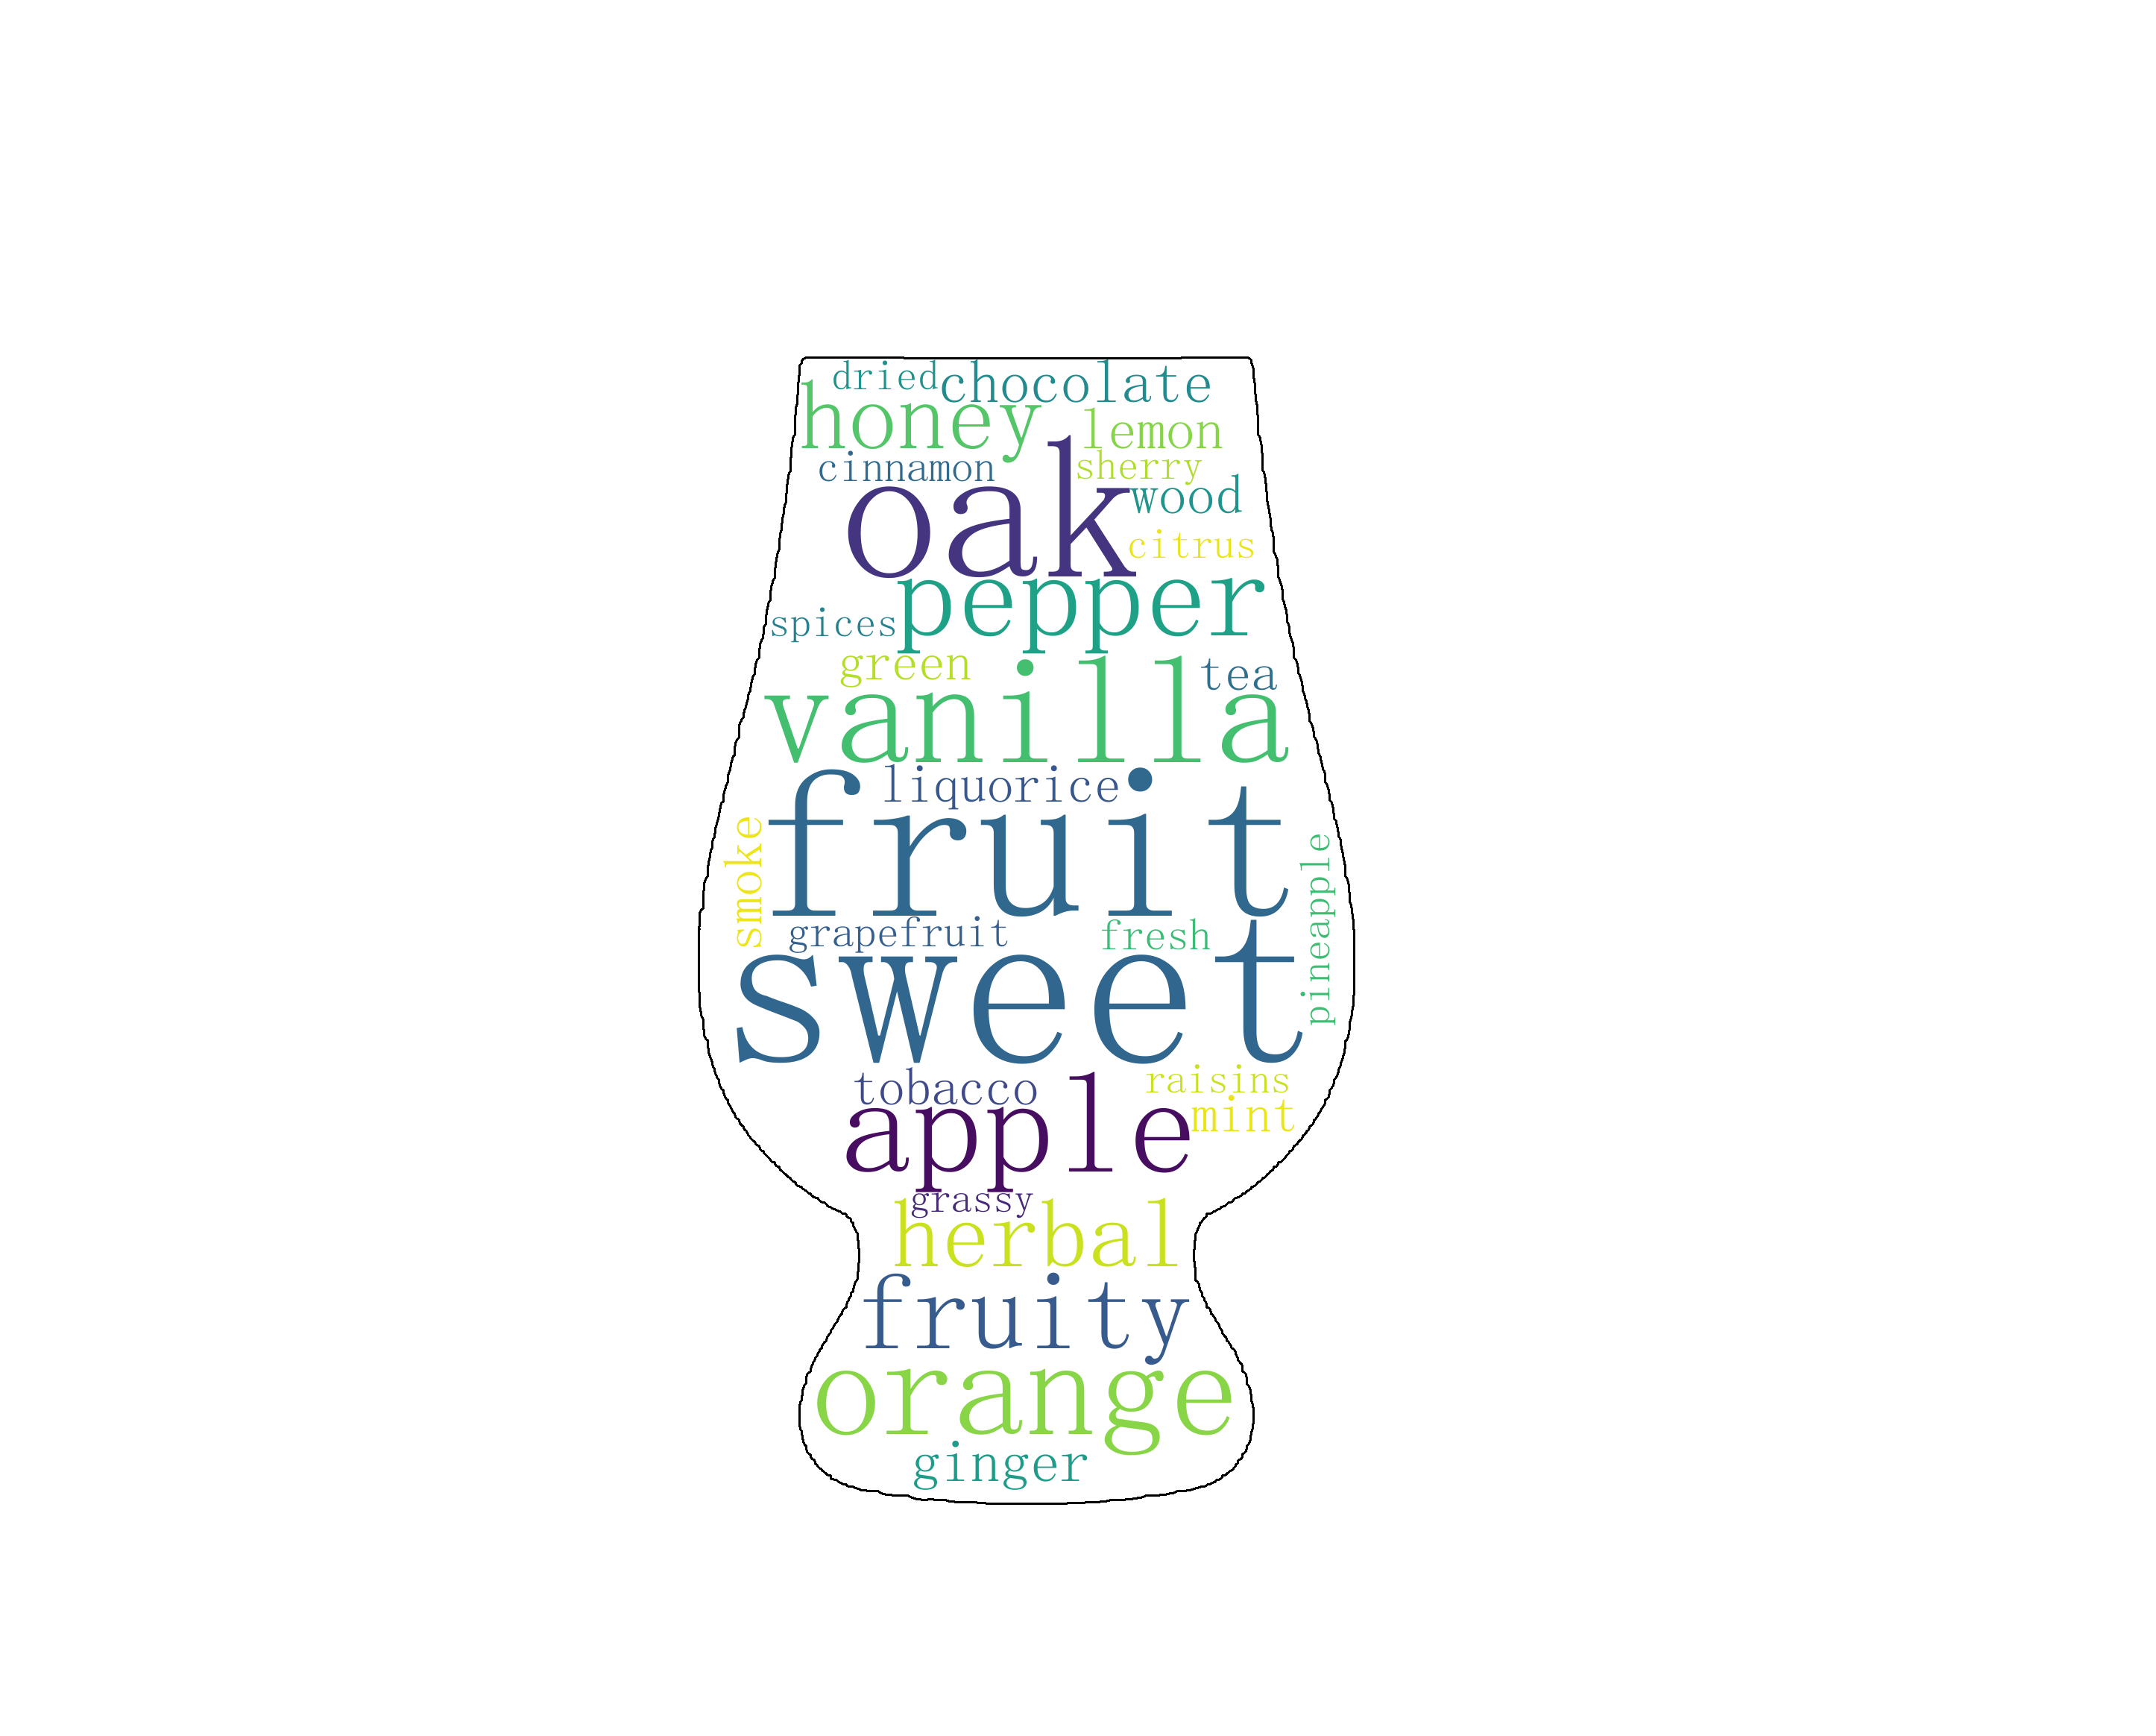 dried chocolate
honey lemon
cinnamon sherry
oak wood
citrus
pepper
spices
green tea
vanilla
liquorice
fruit
smoke
pineapple
grapefruit fresh
sweet
tobacco raisins
apple mint
grassy
herbal
fruity
orange
ginger